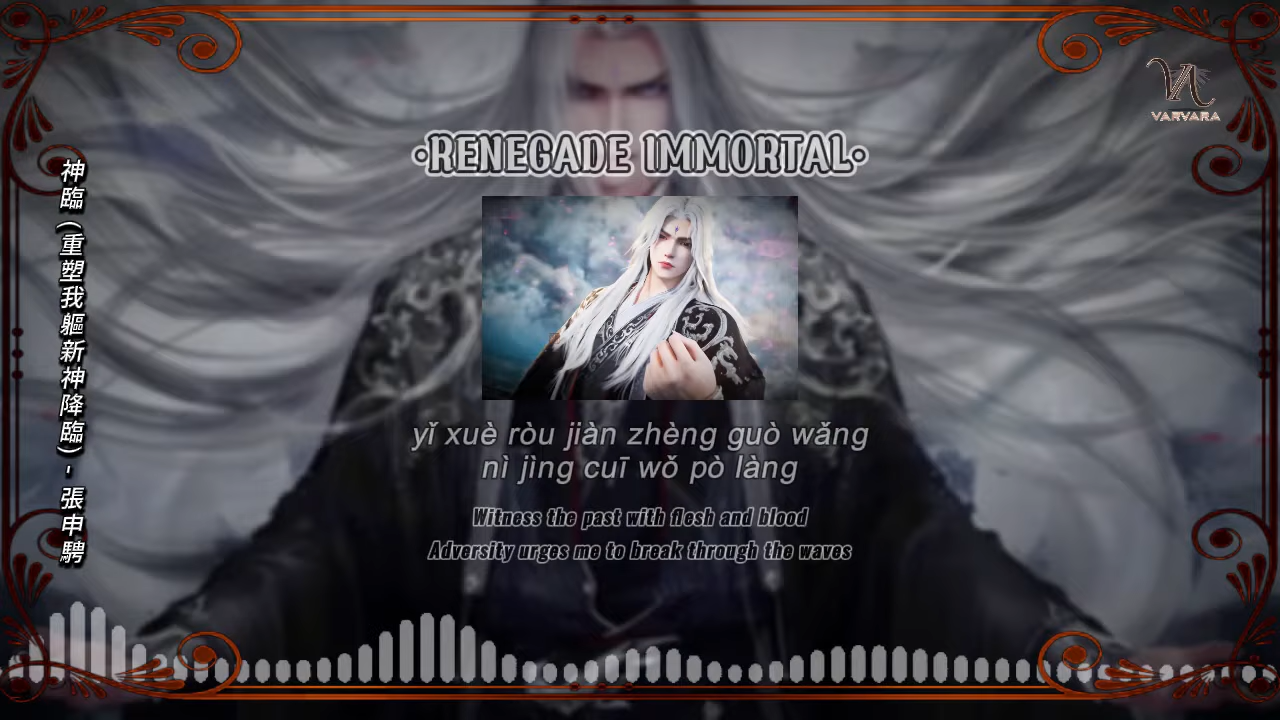 VARVARA
•RENEGADE IMMORTAL•
神臨 (重塑我軀新神降臨) - 張申騁
yǐ xuè ròu jiàn zhèng guò wǎng
nì jìng cuī wǒ pò làng
Witness the past with flesh and blood
Adversity urges me to break through the waves